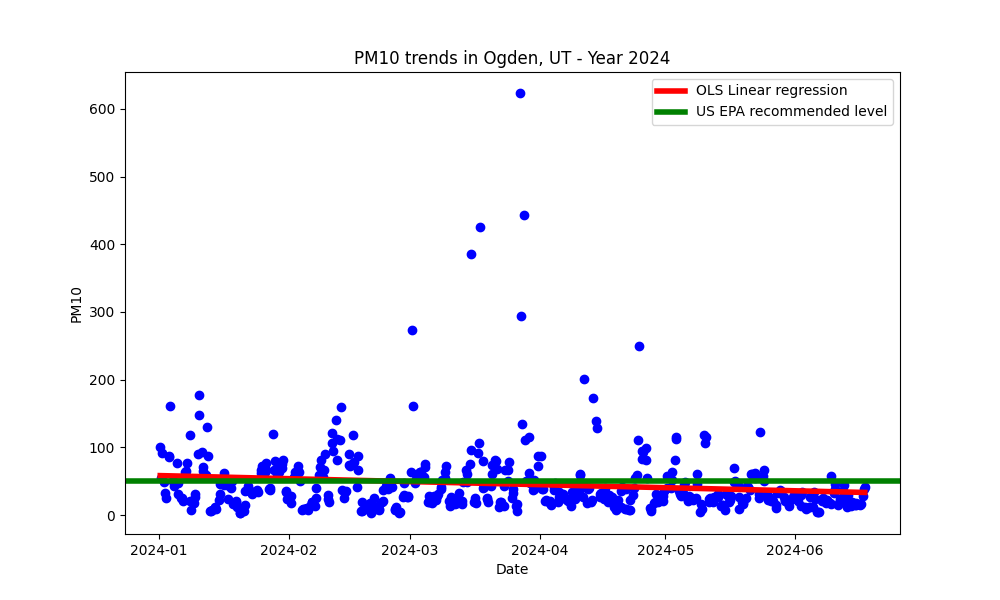 PM10 trends in Ogden, UT - Year 2024
OLS Linear regression
US EPA recommended level
600
500
400
300
200
100
0
PM10
2024-01
2024-02
2024-03
2024-04
2024-05
2024-06
Date